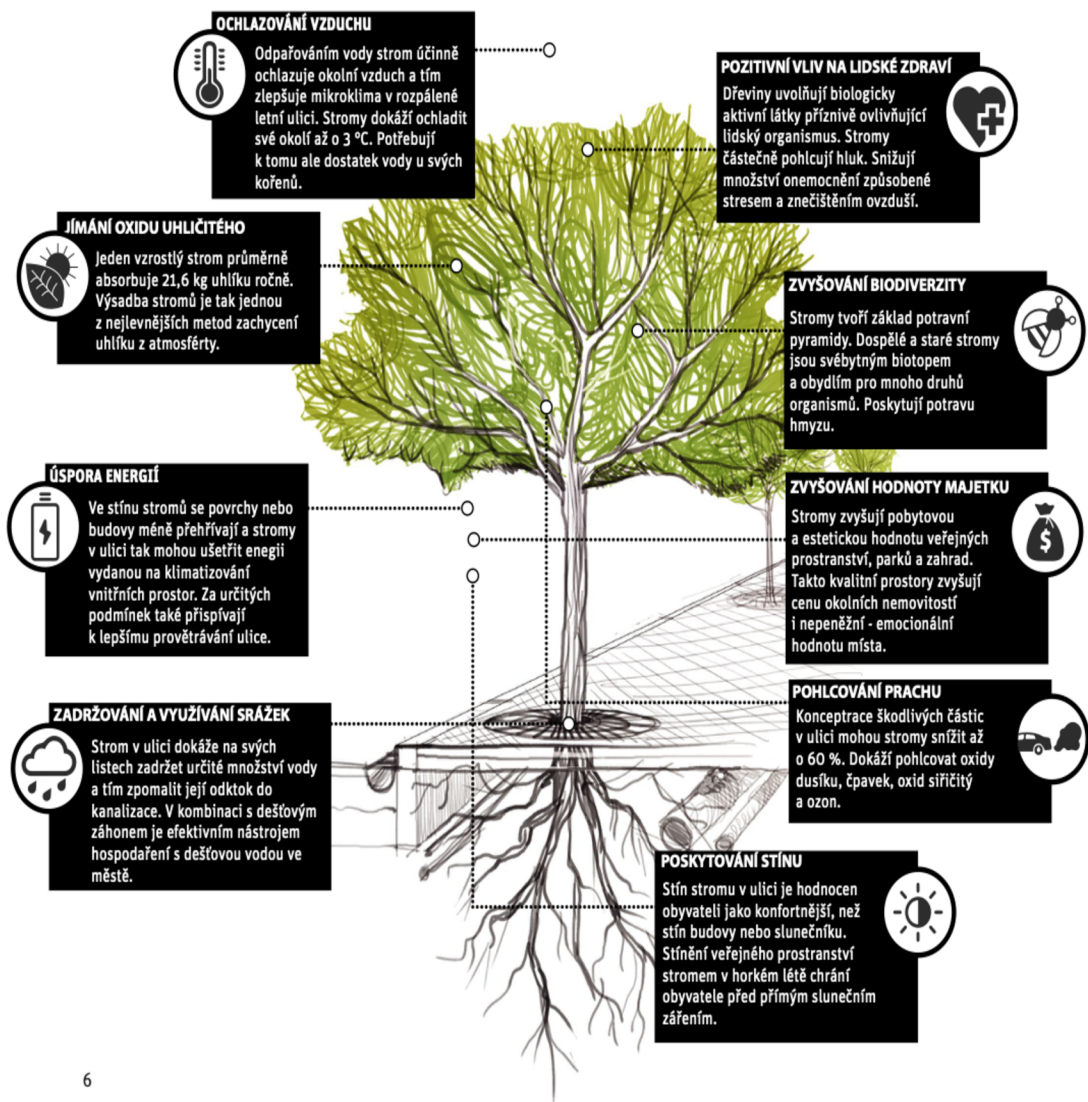 OCHLAZOVÁNÍ VZDUCHU
Odpařováním vody strom účinně
ochlazuje okolní vzduch a tím
zlepšuje mikroklima v rozpálené
letní ulici. Stromy dokáží ochladit
své okolí až o 3 °C. Potřebují
k tomu ale dostatek vody u svých
kořenů.
POZITIVNÍ VLIV NA LIDSKÉ ZDRAVÍ
Dřeviny uvolňují biologicky
aktivní látky příznivě ovlivňující
lidský organismus. Stromy
částečně pohlcují hluk. Snižují
množství onemocnění způsobené
stresem a znečištěním ovzduší.
JÍMÁNÍ OXIDU UHLIČITÉHO
Jeden vzrostlý strom průměrně
absorbuje 21,6 kg uhlíku ročně.
Výsadba stromů je tak jednou
z nejlevnějších metod zachycení
uhlíku z atmosférty.
ZVYŠOVÁNÍ BIODIVERZITY
Stromy tvoří základ potravní
pyramidy. Dospělé a staré stromy
jsou svébytným biotopem
a obydlím pro mnoho druhů
organismů. Poskytují potravu
hmyzu.
ÚSPORA ENERGIÍ
Ve stínu stromů se povrchy nebo
budovy méně přehřívají a stromy
v ulici tak mohou ušetřit enegii
vydanou na klimatizování
vnitřních prostor. Za určitých
podmínek také přispívají
k lepšímu provětrávání ulice.
ZVYŠOVÁNÍ HODNOTY MAJETKU
Stromy zvyšují pobytovou
a estetickou hodnotu veřejných
prostranství, parků a zahrad.
Takto kvalitní prostory zvyšují
cenu okolních nemovitostí
i nepeněžní - emocionální
hodnotu místa.
$
ZADRŽOVÁNÍ A VYUŽÍVÁNÍ SRÁŽEK
Strom v ulici dokáže na svých
listech zadržet určité množství vody
a tím zpomalit její odktok do
kanalizace. V kombinaci s dešťovým
záhonem je efektivním nástrojem
hospodaření s dešťovou vodou ve
městě.
POHLCOVÁNÍ PRACHU
Konceptrace škodlivých částic
v ulici mohou stromy snížit až
o 60 %. Dokáží pohlcovat oxidy
dusíku, čpavek, oxid siřičitý
a ozon.
POSKYTOVÁNÍ STÍNU
Stín stromu v ulici je hodnocen
obyvateli jako konfortnější, než
stín budovy nebo slunečníku.
Stínění veřejného prostranství
stromem v horkém létě chrání
obyvatele před přímým slunečním
zářením.
6